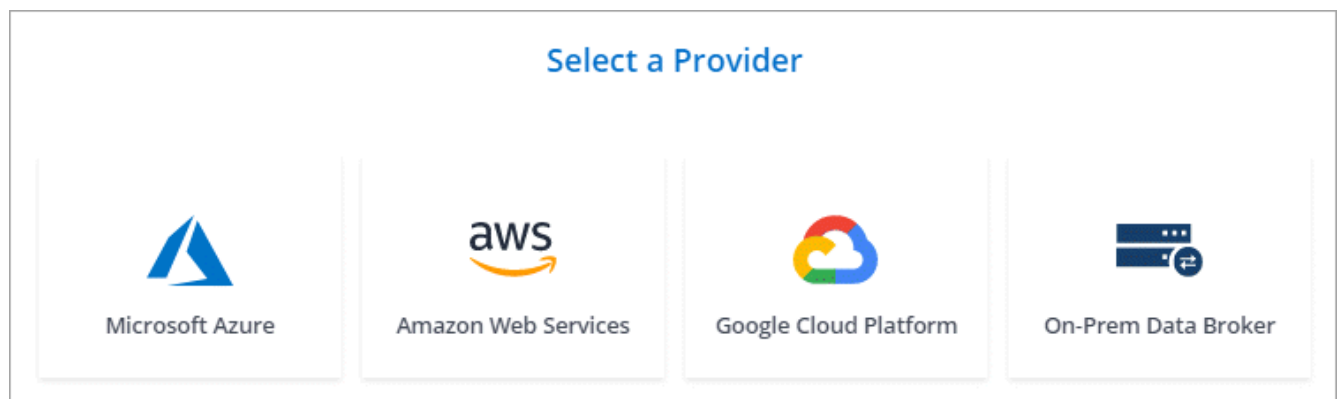 Select a Provider
aws
Microsoft Azure
Amazon Web Services
Google Cloud Platform
On-Prem Data Broker